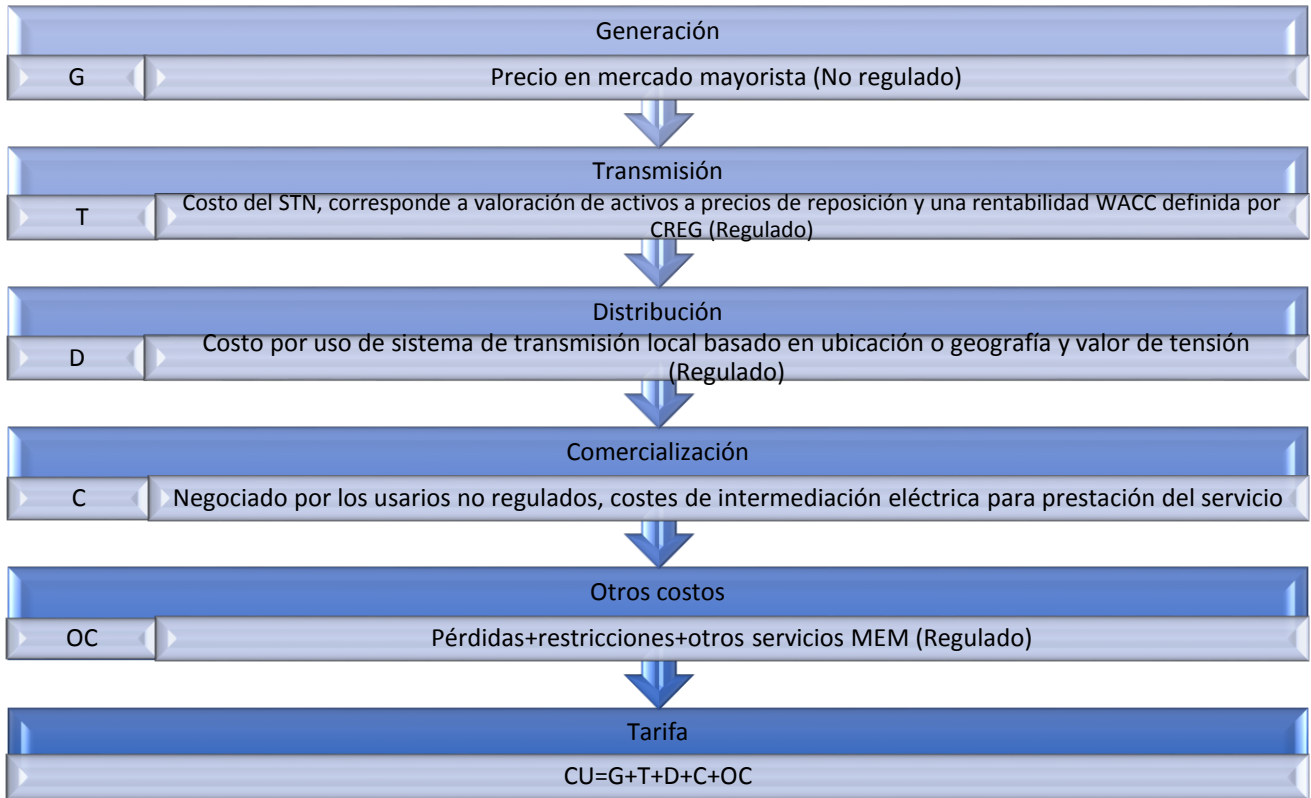 Generación
G
Precio en mercado mayorista (No regulado)
Transmisión
T
Costo del STN, corresponde a valoración de activos a precios de reposición y una rentabilidad WACC definida por
CREG (Regulado)
Distribución
D
Costo por uso de sistema de transmisión local basado en ubicación o geografía y valor de tensión
(Regulado)
Comercialización
C
Negociado por los usarios no regulados, costes de intermediación eléctrica para prestación del servicio
Otros costos
OC
Pérdidas+restricciones+otros servicios MEM (Regulado)
Tarifa
CU=G+T+D+C+OC